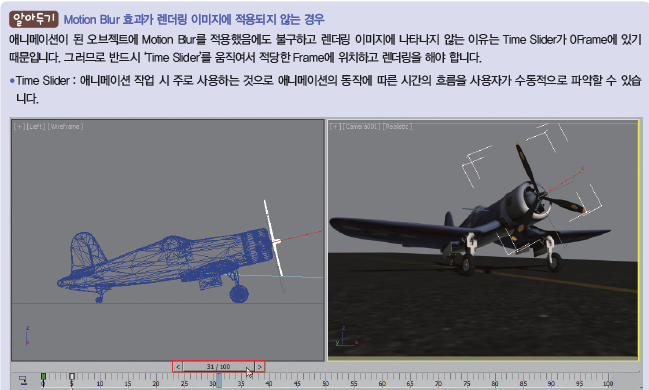 알아두기 Motion Blur 효과가 렌더링 이미지에 적용되지 않는 경우
애니메이션이 된 오브젝트에 Motion Blur를 적용했음에도 불구하고 렌더링 이미지에 나타나지 않는 이유는 Time Slider가 0Frame에 있기
때문입니다. 그러므로 반드시 'Time Slider'를 움직여서 적당한 Frame에 위치하고 렌더링을 해야 합니다.
•Time Slider : 애니메이션 작업 시 주로 사용하는 것으로 애니메이션의 동작에 따른 시간의 흐름을 사용자가 수동적으로 파악할 수 있습
니다.
[+] [Left] [Wireframe]
[+] [Camera001] [Realistic]
z
y
z
y
x
< 31 / 100 >
0 5 10 15 20 25 30 35 40 45 50 55 60 65 70 75 80 85 90 95 100